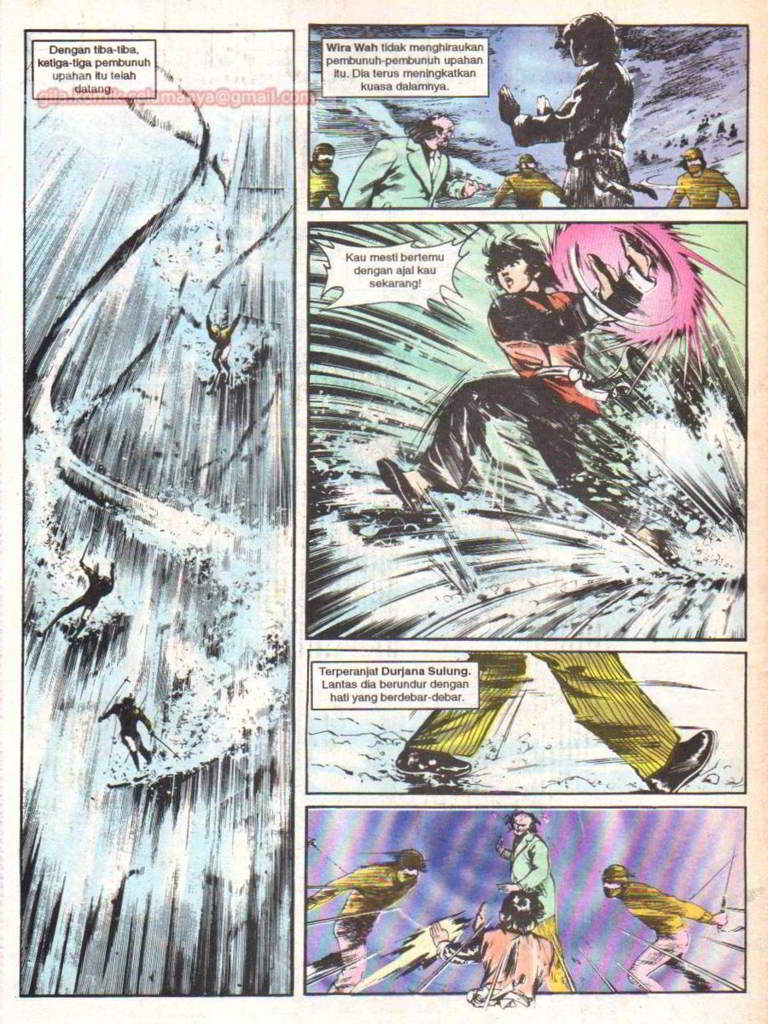 Dengan tiba-tiba,
ketiga-tiga pembunuh
upahan itu telah
datang.
Wira Wah tidak menghiraukan
pembunuh-pembunuh upahan
itu. Dia terus meningkatkan
kuasa dalamnya.
Kau mesti bertemu
dengan ajal kau
sekarang!
Terperanjat Durjana Sulung.
Lantas dia berundur dengan
hati yang berdebar-debar.